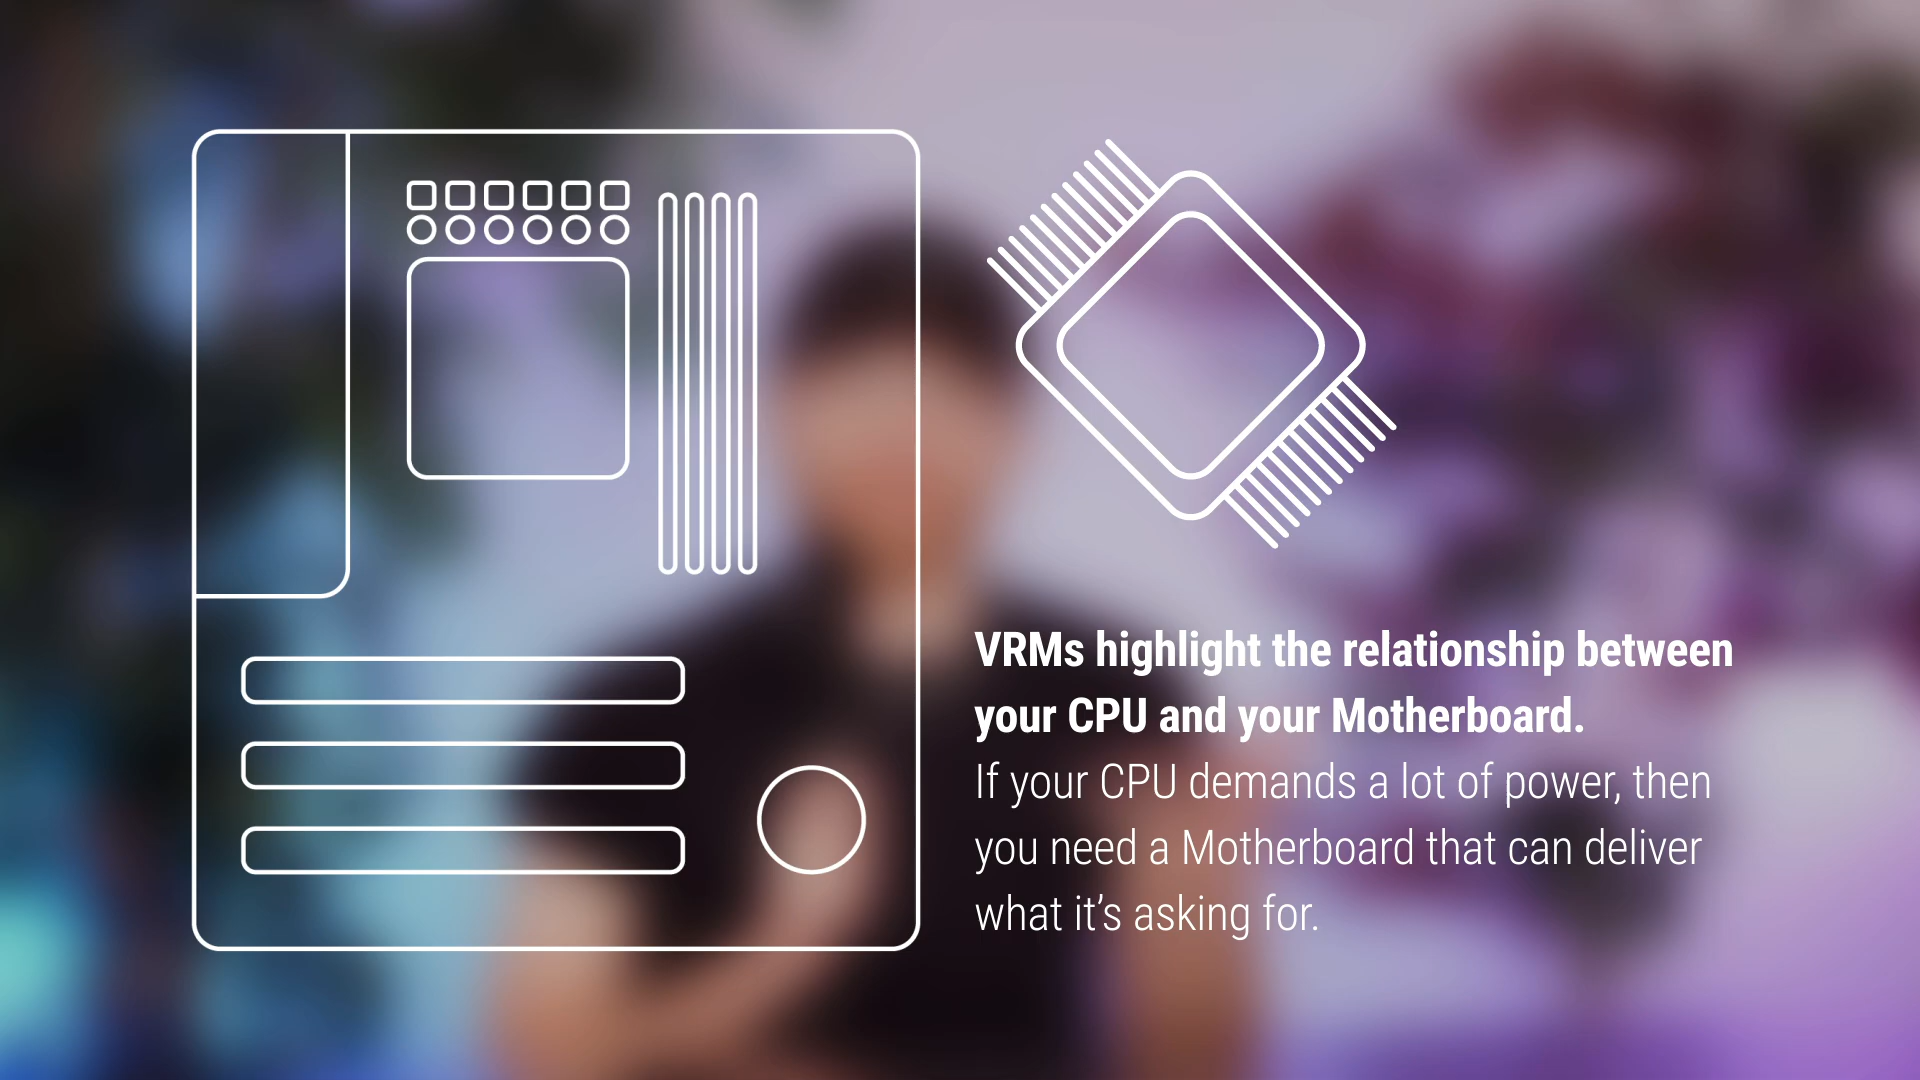 VRMs highlight the relationship between
your CPU and your Motherboard.
If your CPU demands a lot of power, then
you need a Motherboard that can deliver
what it’s asking for.